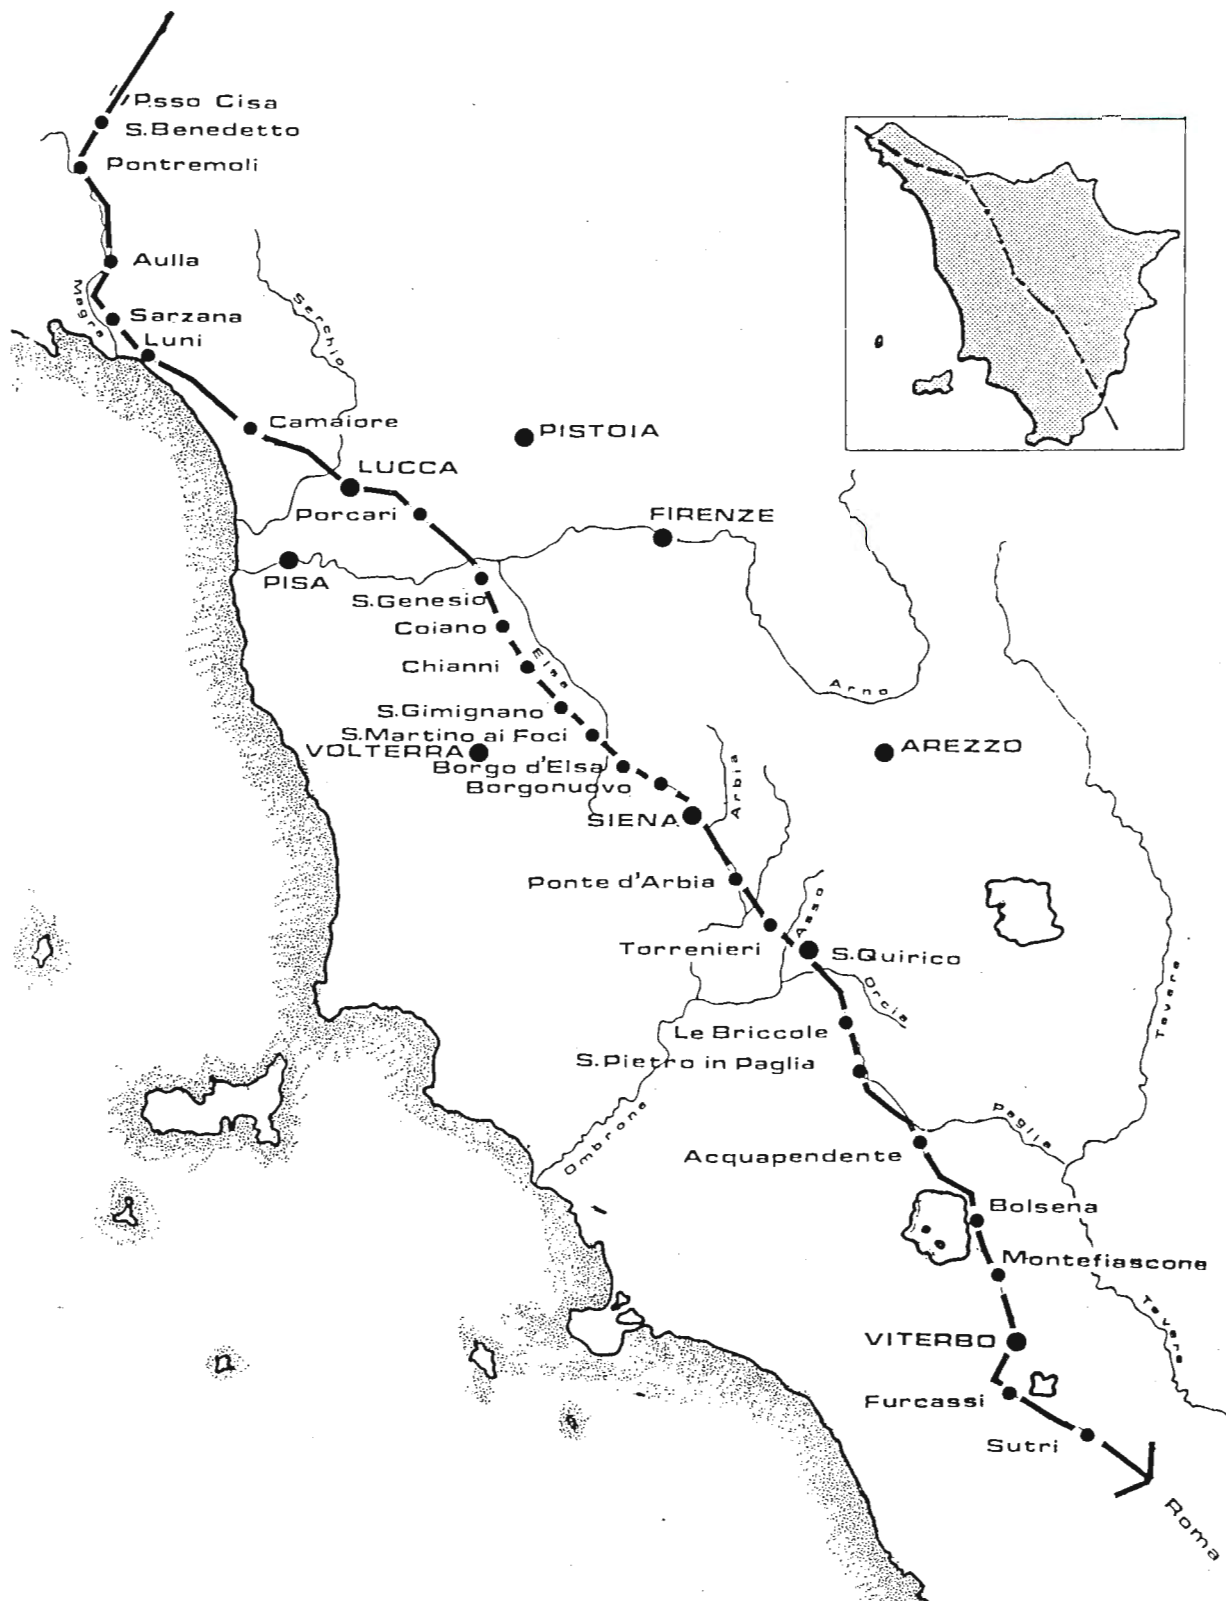 P.sso Cisa
S.Benedetto
Pontremoli
Aulla
Magra
Serchio
Sarzana
Luni
Camaiore
PISTOIA
LUCCA
Porcari
FIRENZE
PISA
S.Genesio
Coiano
Elsa
Chianni
Arno
S.Gimignano
S.Martino ai Foci
VOLTERRA
AREZZO
Borgo d'Elsa
Borgonuovo
Arbia
SIENA
Ponte d'Arbia
Asso
Torrenieri
S.Quirico
Orcia
Tevere
Le Briccole
S.Pietro in Paglia
Ombrone
Paglia
Acquapendente
Bolsena
Montefiascone
Tevere
VITERBO
Furcassi
Sutri
Roma